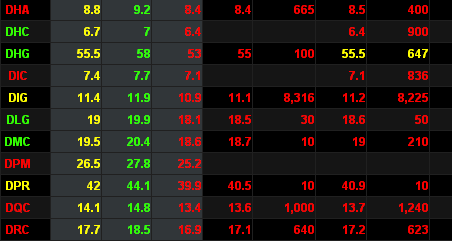 DHA 8.8 9.2 8.4 8.4 665 8.5 400
DHC 6.7 7 6.4 6.4 900
DHG 55.5 58 53 55 100 55.5 647
DIC 7.4 7.7 7.1 7.1 836
DIG 11.4 11.9 10.9 11.1 8,316 11.2 8,225
DLG 19 19.9 18.1 18.5 30 18.6 50
DMC 19.5 20.4 18.6 18.7 10 19 210
DPM 26.5 27.8 25.2
DPR 42 44.1 39.9 40.5 10 40.9 10
DQC 14.1 14.8 13.4 13.6 1,000 13.7 1,240
DRC 17.7 18.5 16.9 17.1 640 17.2 623